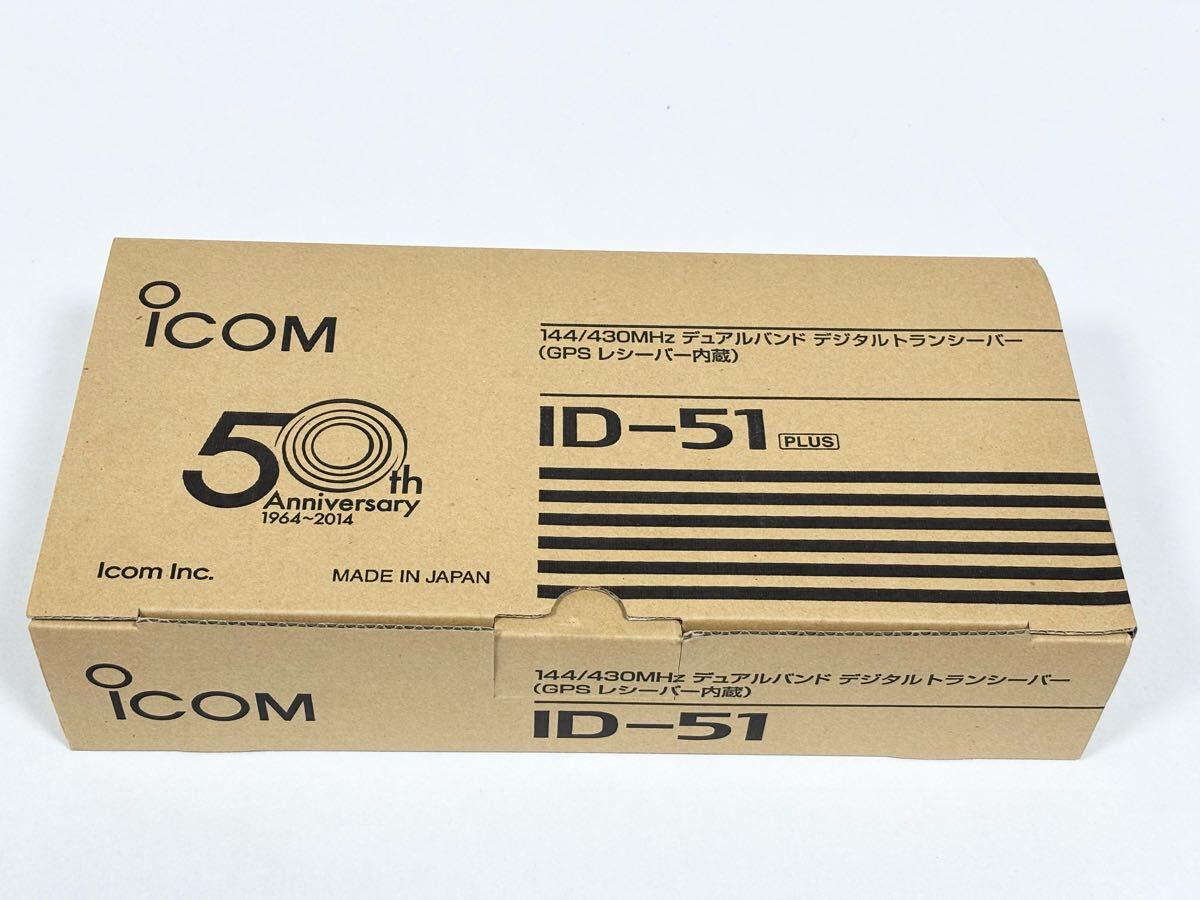 iCOM
50th
Anniversary
1964~2014
Icom Inc.
MADE IN JAPAN
144/430MHz デュアルバンド デジタルトランシーバー
(GPS レシーバー内蔵)
ID-51 PLUS
iCOM
144/430MHz デュアルバンド デジタルトランシーバー
(GPS レシーバー内蔵)
ID-51